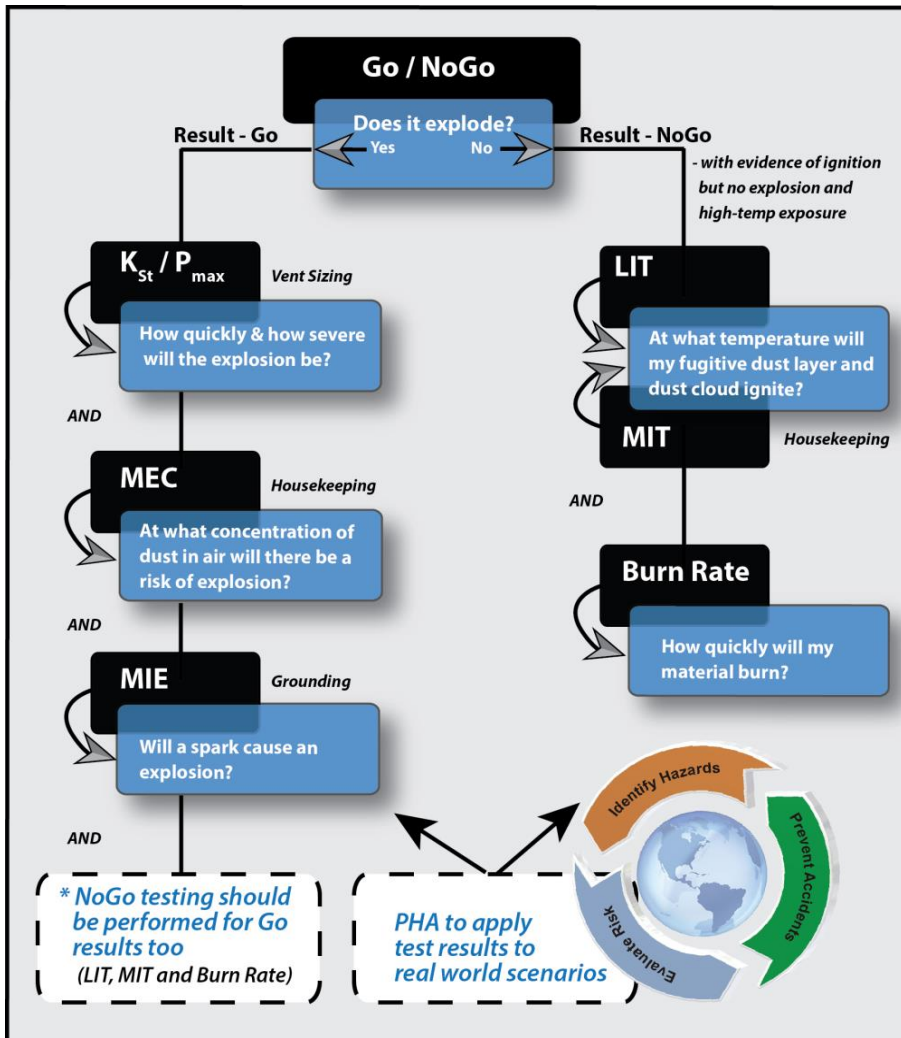 Go / NoGo
Does it explode?
Yes
No
Result - Go
Result - NoGo
- with evidence of ignition
but no explosion and
high-temp exposure
KSt / Pmax
Vent Sizing
How quickly & how severe
will the explosion be?
AND
MEC
Housekeeping
At what concentration of
dust in air will there be a
risk of explosion?
AND
MIE
Grounding
Will a spark cause an
explosion?
AND
* NoGo testing should
be performed for Go
results too
(LIT, MIT and Burn Rate)
LIT
At what temperature will
my fugitive dust layer and
dust cloud ignite?
MIT
Housekeeping
AND
Burn Rate
How quickly will my
material burn?
PHA to apply
test results to
real world scenarios
Identify Hazards
Prevent Accidents
Evaluate Risk